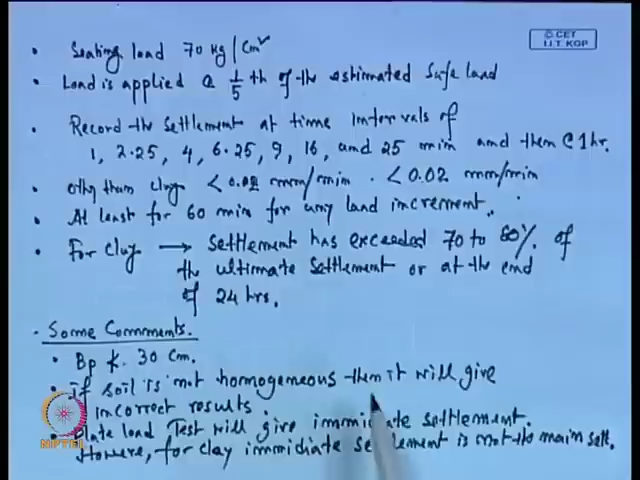 © CET
I.I.T. KGP
• Seating load 70 kg/cm²
• Load is applied @ 1/5 th of the estimated safe load
• Record the settlement at time intervals of
1, 2.25, 4, 6.25, 9, 16, and 25 min and then @ 1 hr.
• Other than clay < 0.02 mm/min . < 0.02 mm/min
• At least for 60 min for any load increment.
• For clay → settlement has exceeded 70 to 80% of
the ultimate settlement or at the end
of 24 hrs.
• Some Comments.
• Bp ≮ 30 cm.
• If soil is not homogeneous then it will give
incorrect results.
• Plate load Test will give immidiate settlement.
However, for clay immidiate settlement is not the main sett.
NPTEL